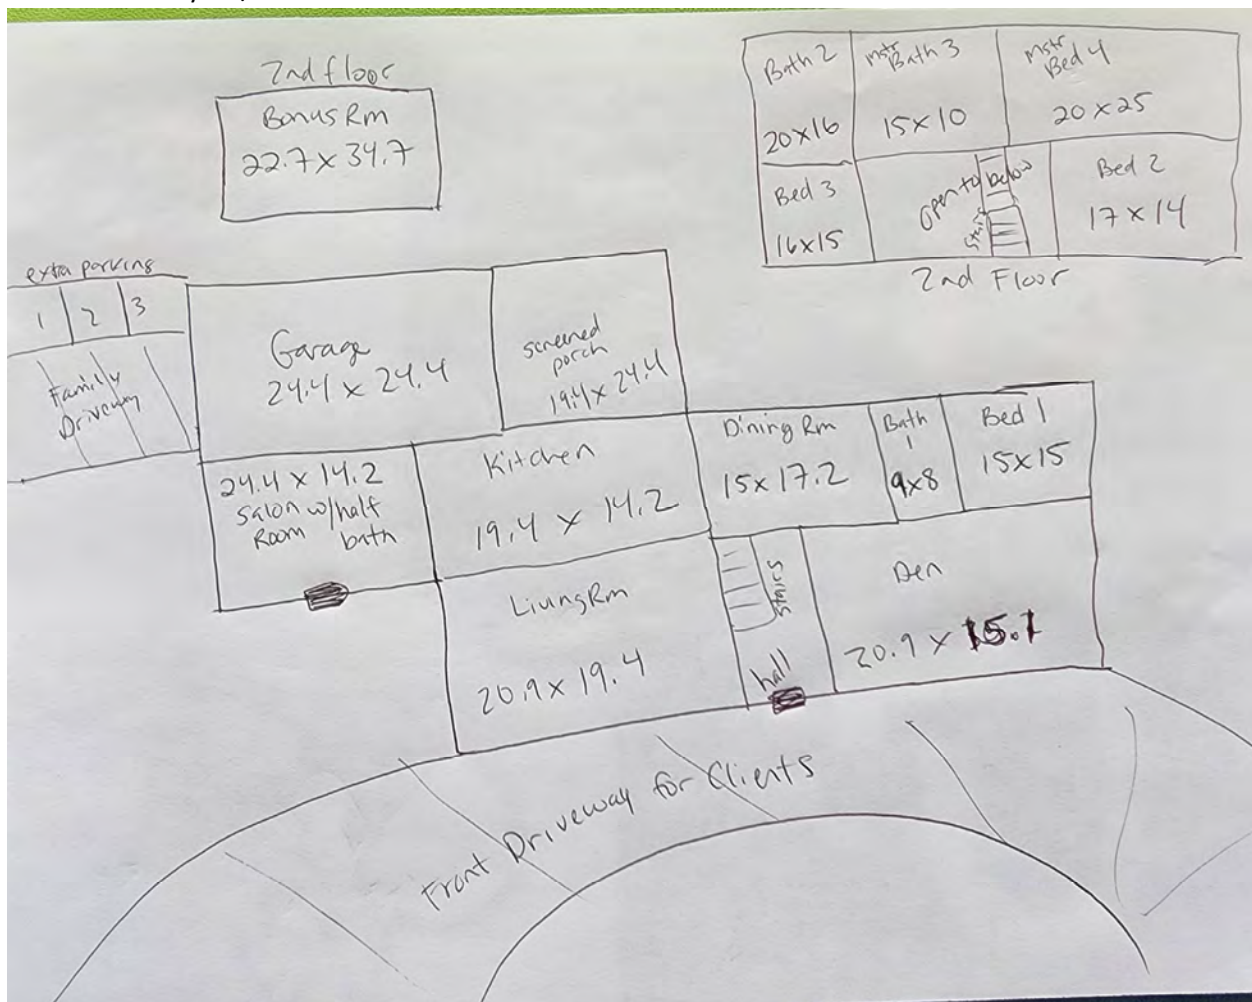 2nd floor
Bonus Rm
22.7 x 34.7
Bath 2
20x16
mstr
Bath 3
15x10
mstr
Bed 4
20 x 25
Bed 3
16x15
open to below
Stairs
Bed 2
17 x 14
2nd Floor
extra parking
1 2 3
Family
Driveway
Garage
24.4 x 24.4
screened
porch
19.4 x 24.4
24.4 x 14.2
Salon w/half
Room bath
Kitchen
19.4 x 14.2
Dining Rm
15x 17.2
Bath
1
9x8
Bed 1
15x15
Living Rm
20.9 x 19.4
Stairs
hall
Den
20.9 x 15.1
Front Driveway for Clients